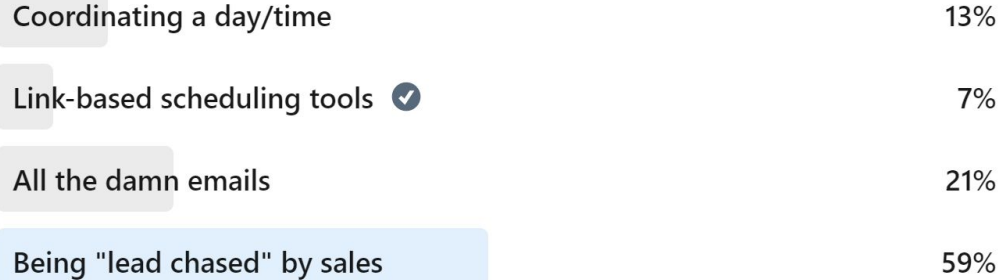 Coordinating a day/time 13%
Link-based scheduling tools 7%
All the damn emails 21%
Being "lead chased" by sales 59%